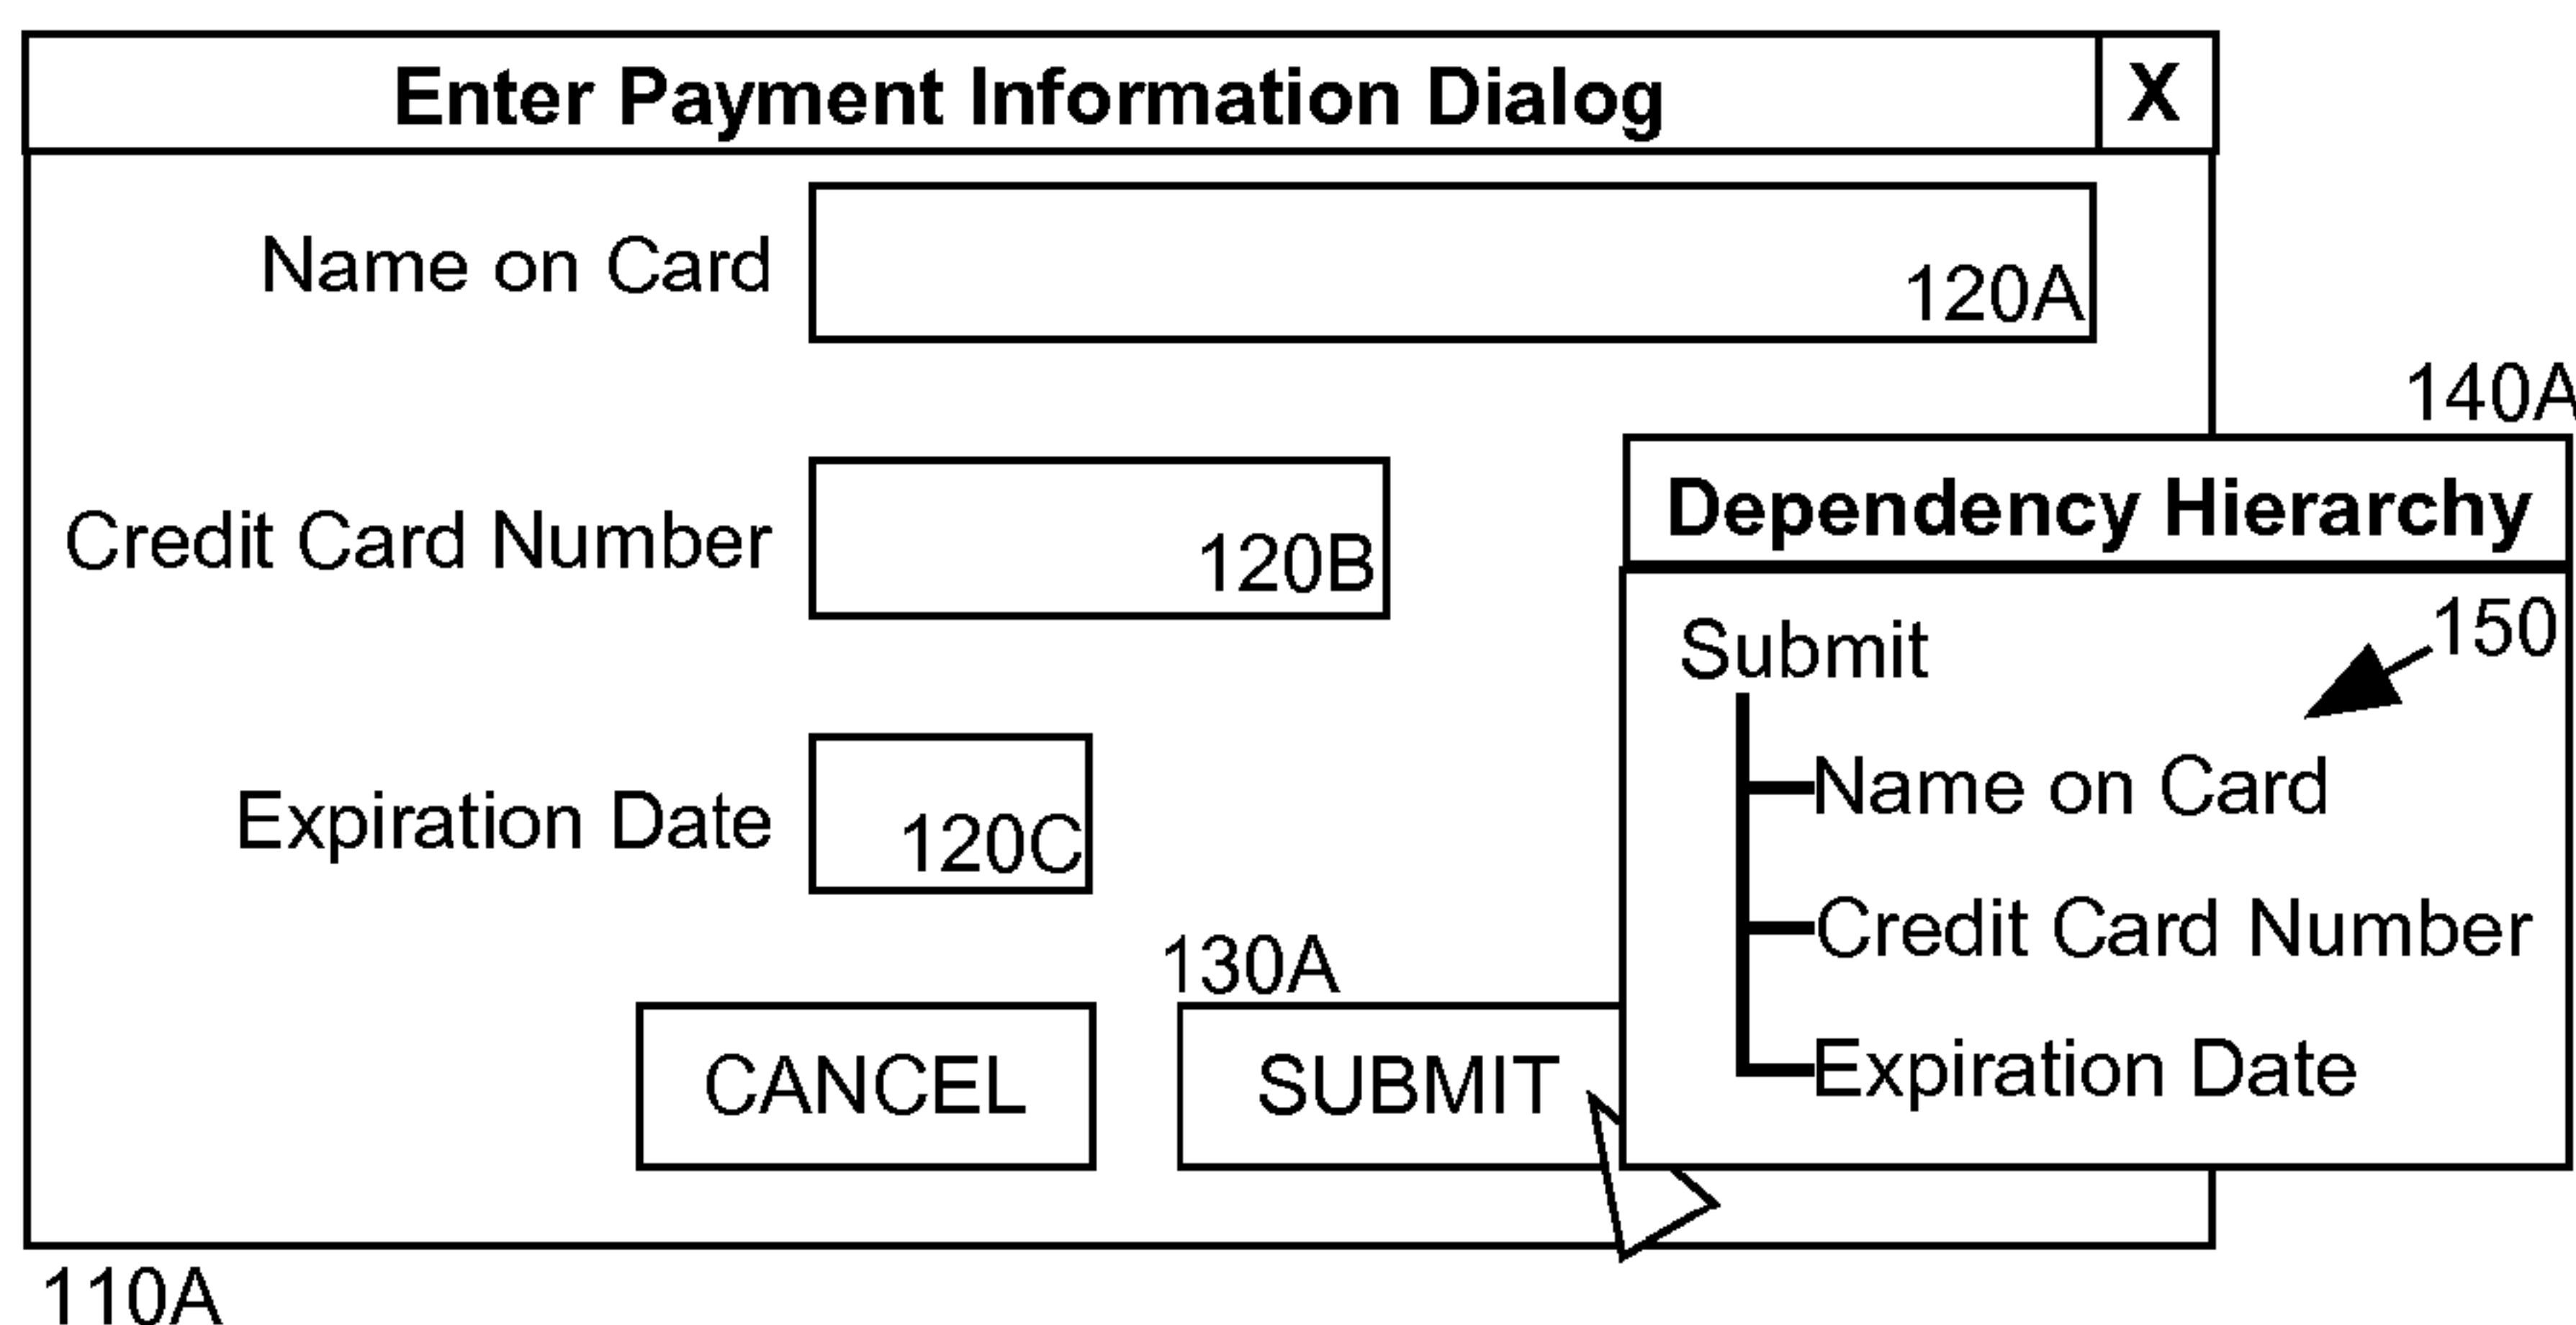 Enter Payment Information Dialog X
Name on Card
120A
140A
Dependency Hierarchy
Credit Card Number
120B
Submit
150
Name on Card
Expiration Date
120C
Credit Card Number
130A
Expiration Date
CANCEL
SUBMIT
110A